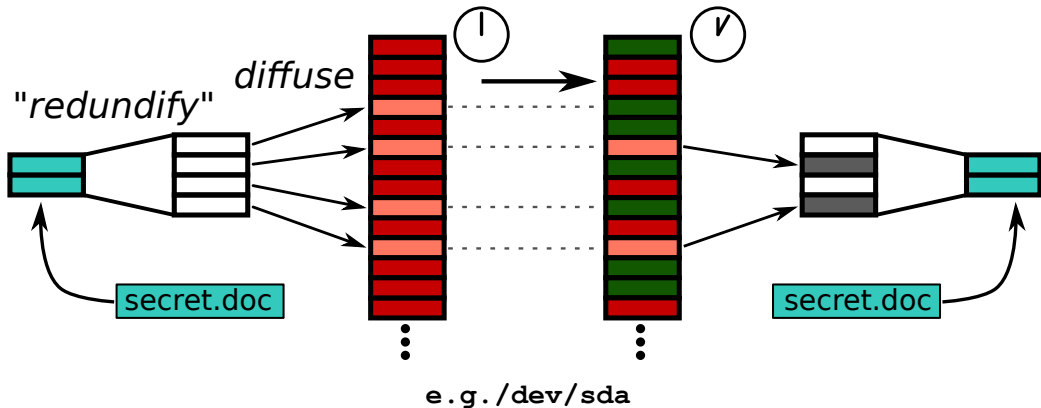 diffuse
"redundify"
secret.doc
secret.doc
e.g./dev/sda